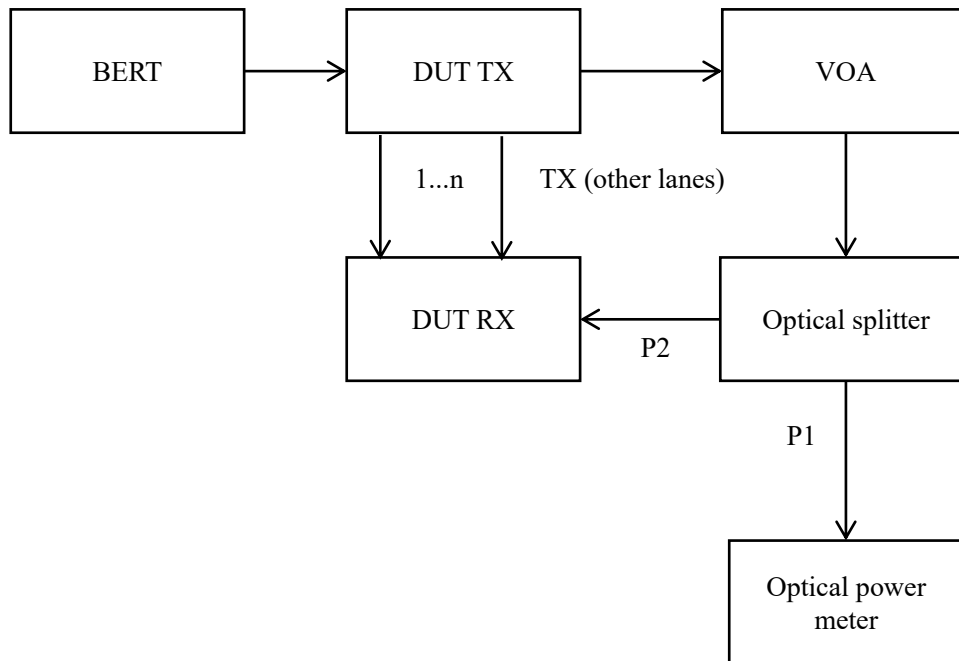 BERT
DUT TX
VOA
1...n
TX (other lanes)
DUT RX
Optical splitter
P2
P1
Optical power
meter